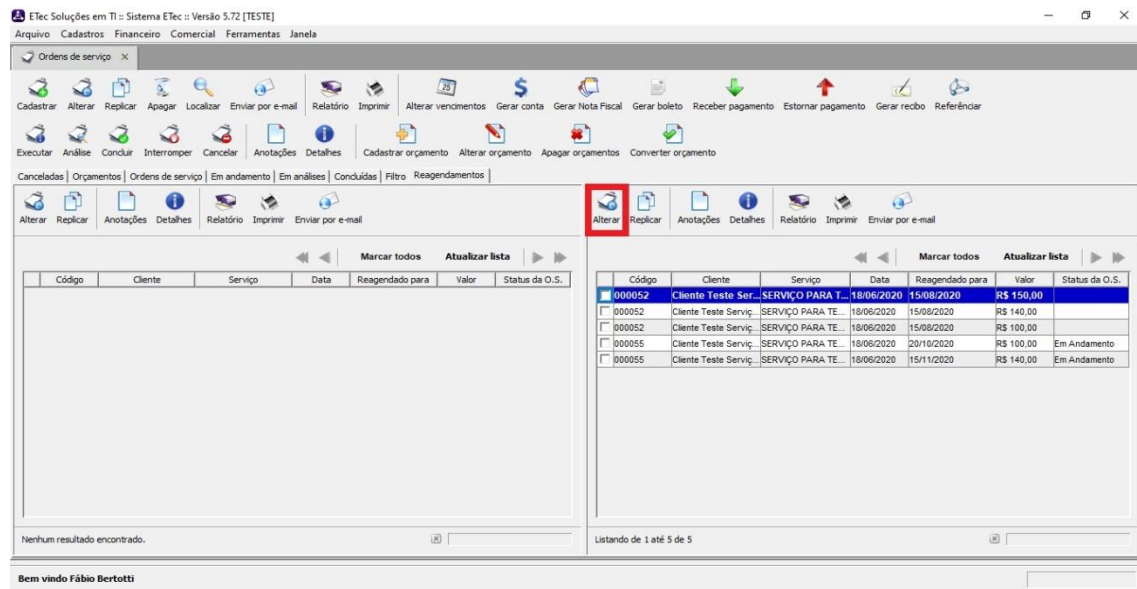 ETec Soluções em TI :: Sistema ETec :: Versão 5.72 [TESTE]
Arquivo Cadastros Financeiro Comercial Ferramentas Janela
Ordens de serviço
Cadastrar Alterar Replicar Apagar Localizar Enviar por e-mail Relatório Imprimir Alterar vencimentos Gerar conta Gerar Nota Fiscal Gerar boleto Receber pagamento Estornar pagamento Gerar recibo Referênciar
Executar Análise Concluir Interromper Cancelar Anotações Detalhes Cadastrar orçamento Alterar orçamento Apagar orçamentos Converter orçamento
Canceladas | Orçamentos | Ordens de serviço | Em andamento | Em análises | Concluídas | Filtro Reagendamentos |
Alterar Replicar Anotações Detalhes Relatório Imprimir Enviar por e-mail
Marcar todos Atualizar lista
Código Cliente Serviço Data Reagendado para Valor Status da O.S.
Nenhum resultado encontrado.
Alterar Replicar Anotações Detalhes Relatório Imprimir Enviar por e-mail
Marcar todos Atualizar lista
Código Cliente Serviço Data Reagendado para Valor Status da O.S.
000052 Cliente Teste Ser... SERVIÇO PARA T... 18/06/2020 15/08/2020 R$ 150,00
000052 Cliente Teste Serviç... SERVIÇO PARA TE... 18/06/2020 15/08/2020 R$ 140,00
000052 Cliente Teste Serviç... SERVIÇO PARA TE... 18/06/2020 15/08/2020 R$ 100,00
000055 Cliente Teste Serviç... SERVIÇO PARA TE... 18/06/2020 20/10/2020 R$ 100,00 Em Andamento
000055 Cliente Teste Serviç... SERVIÇO PARA TE... 18/06/2020 15/11/2020 R$ 140,00 Em Andamento
Listando de 1 até 5 de 5
Bem vindo Fábio Bertotti